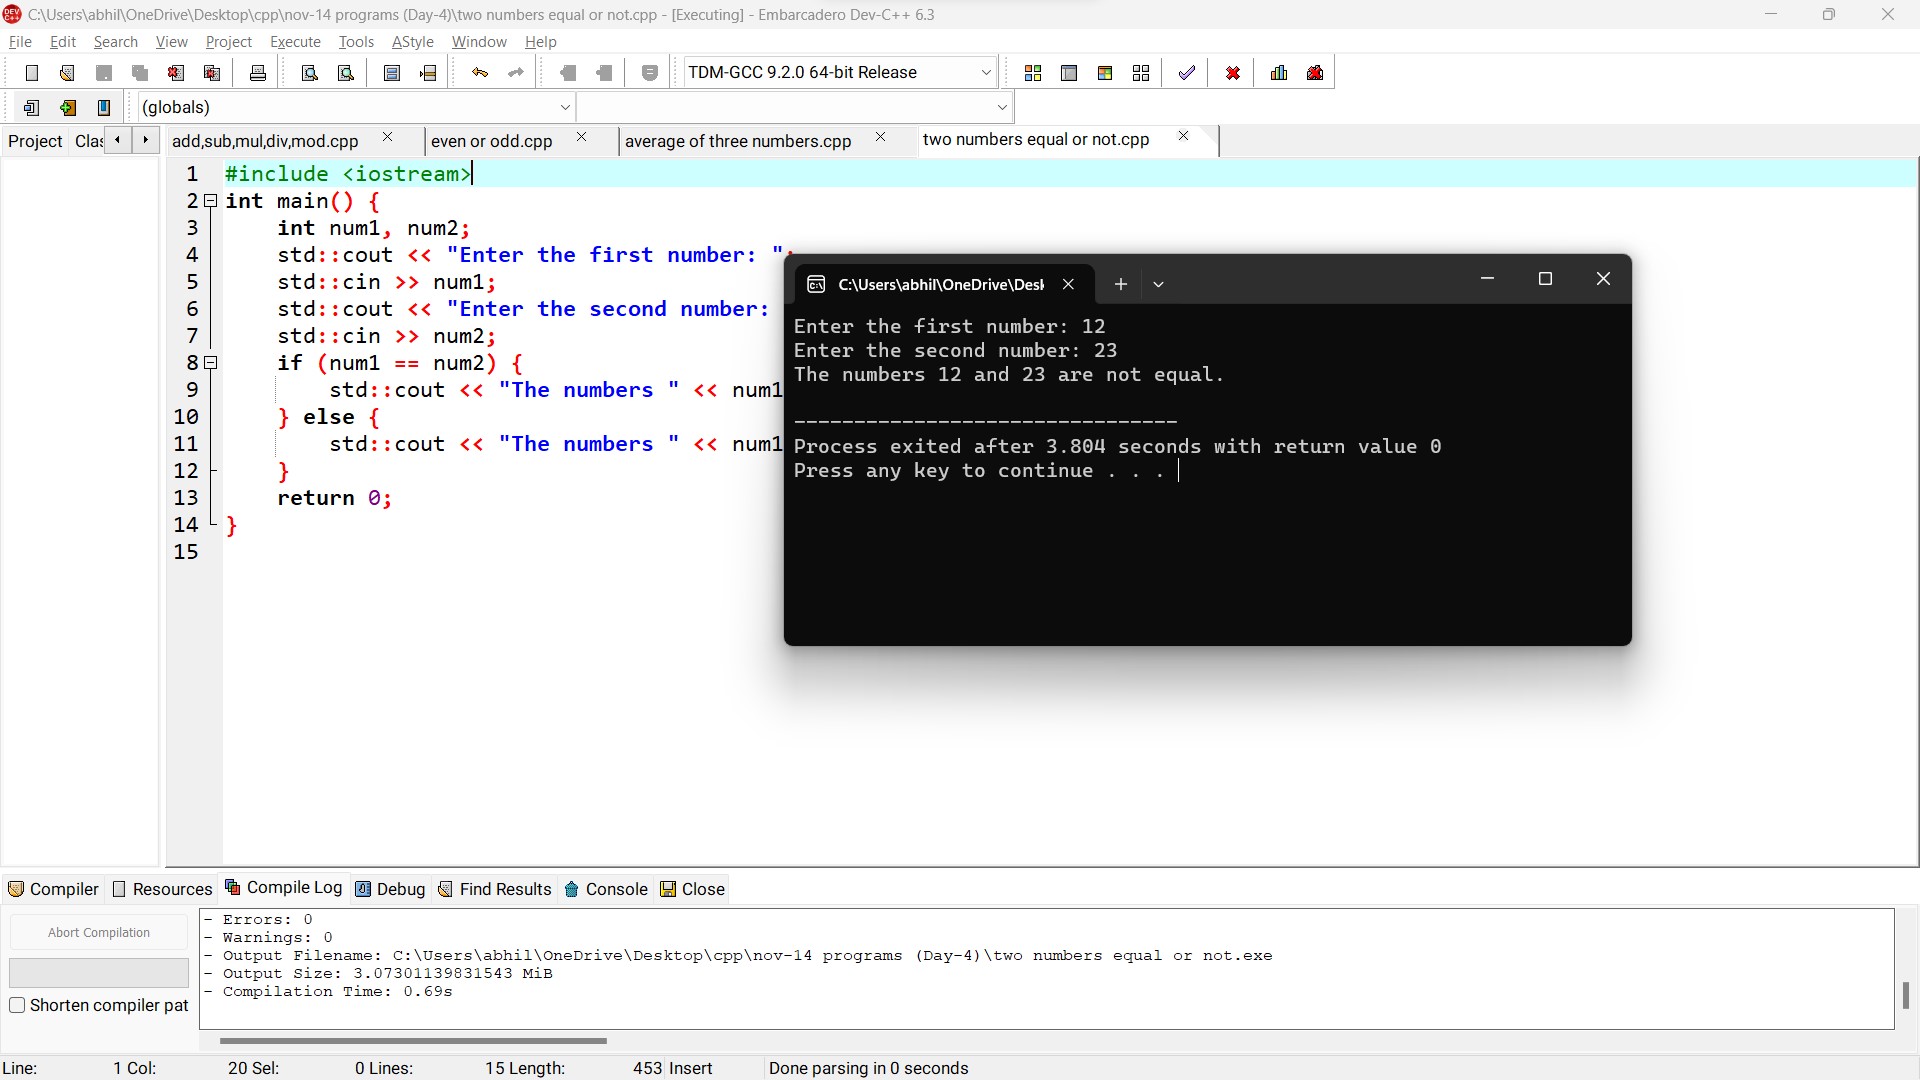 C:\Users\abhil\OneDrive\Desktop\cpp\nov-14 programs (Day-4)\two numbers equal or not.cpp - [Executing] - Embarcadero Dev-C++ 6.3
File Edit Search View Project Execute Tools AStyle Window Help
TDM-GCC 9.2.0 64-bit Release
(globals)
Project Clas add,sub,mul,div,mod.cpp even or odd.cpp average of three numbers.cpp two numbers equal or not.cpp
1 #include <iostream>
2 int main() {
3 int num1, num2;
4 std::cout << "Enter the first number: ";
5 std::cin >> num1;
6 std::cout << "Enter the second number:
7 std::cin >> num2;
8 if (num1 == num2) {
9 std::cout << "The numbers " << num1
10 } else {
11 std::cout << "The numbers " << num1
12 }
13 return 0;
14 }
15
C:\Users\abhil\OneDrive\Desl
Enter the first number: 12
Enter the second number: 23
The numbers 12 and 23 are not equal.
--------------------------------
Process exited after 3.804 seconds with return value 0
Press any key to continue . . .
Compiler Resources Compile Log Debug Find Results Console Close
Abort Compilation
Shorten compiler pat
- Errors: 0
- Warnings: 0
- Output Filename: C:\Users\abhil\OneDrive\Desktop\cpp\nov-14 programs (Day-4)\two numbers equal or not.exe
- Output Size: 3.07301139831543 MiB
- Compilation Time: 0.69s
Line: 1 Col: 20 Sel: 0 Lines: 15 Length: 453 Insert Done parsing in 0 seconds